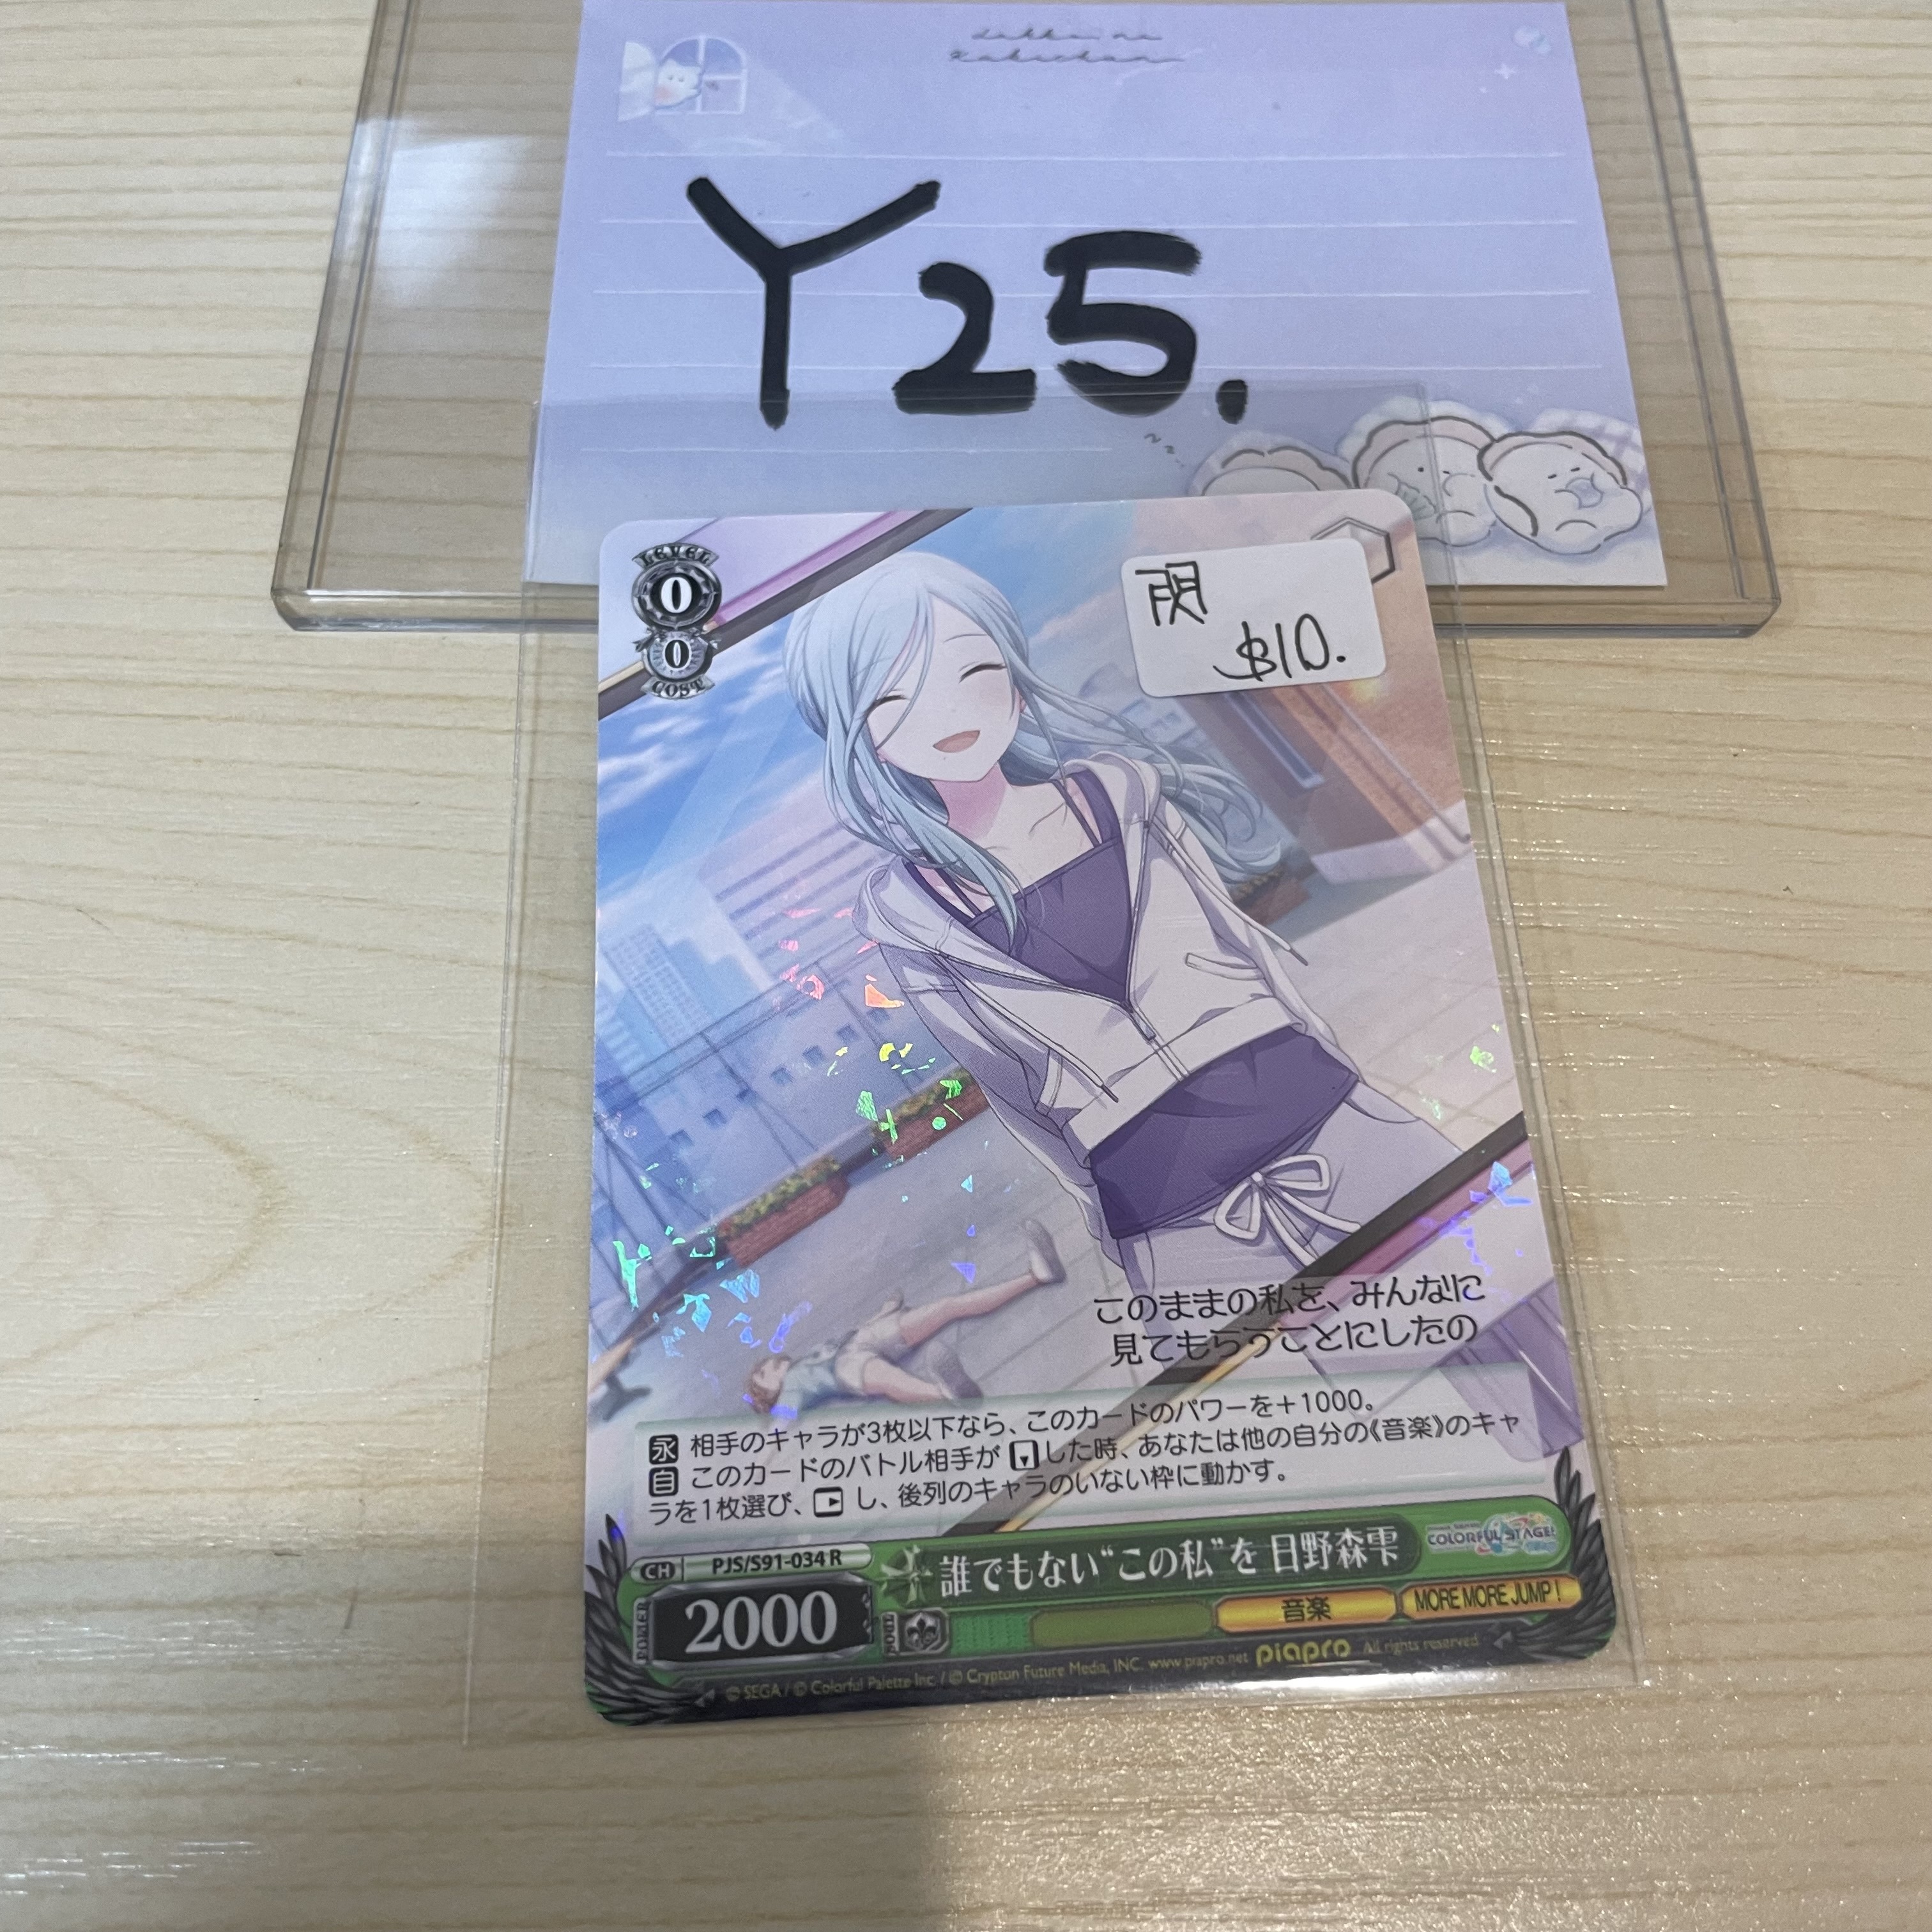 Y25.
LEVEL
0
0
COST
閃
$10.
このままの私を、みんなに
見てもらうことにしたの
永 相手のキャラが3枚以下なら、このカードのパワーを+1000。
自 このカードのバトル相手が したの時、あなたは他の自分の《音楽》のキャ
ラを1枚選び、 し、後列のキャラのいない枠に動かす。
CH PJS/S91-034 R
誰でもない“この私”を 日野森雫
COLORFUL STAGE!
POWER 2000 SOUL
音楽
MORE MORE JUMP!
© SEGA / © Colorful Palette Inc. / © Crypton Future Media, INC. www.piapro.net piapro All rights reserved